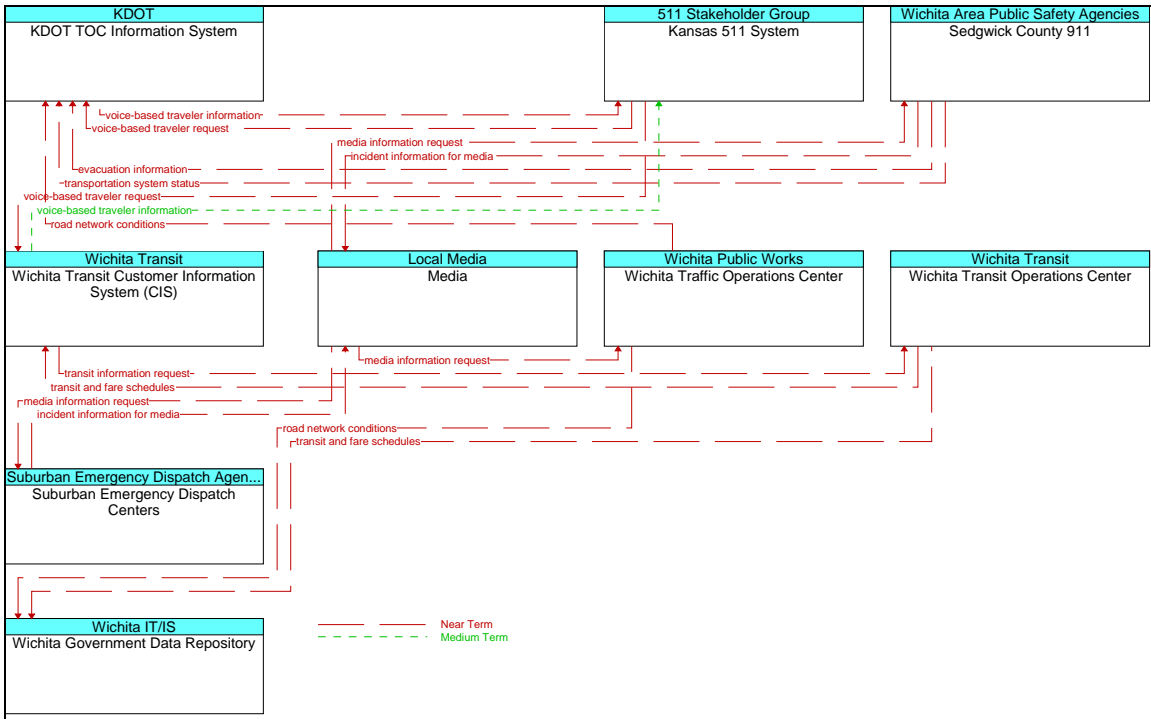 KDOT
KDOT TOC Information System
511 Stakeholder Group
Kansas 511 System
Wichita Area Public Safety Agencies
Sedgwick County 911
voice-based traveler information
voice-based traveler request
media information request
incident information for media
evacuation information
transportation system status
voice-based traveler request
voice-based traveler information
road network conditions
Wichita Transit
Wichita Transit Customer Information
System (CIS)
Local Media
Media
Wichita Public Works
Wichita Traffic Operations Center
Wichita Transit
Wichita Transit Operations Center
media information request
transit information request
transit and fare schedules
media information request
incident information for media
road network conditions
transit and fare schedules
Suburban Emergency Dispatch Agen...
Suburban Emergency Dispatch
Centers
Wichita IT/IS
Wichita Government Data Repository
Near Term
Medium Term